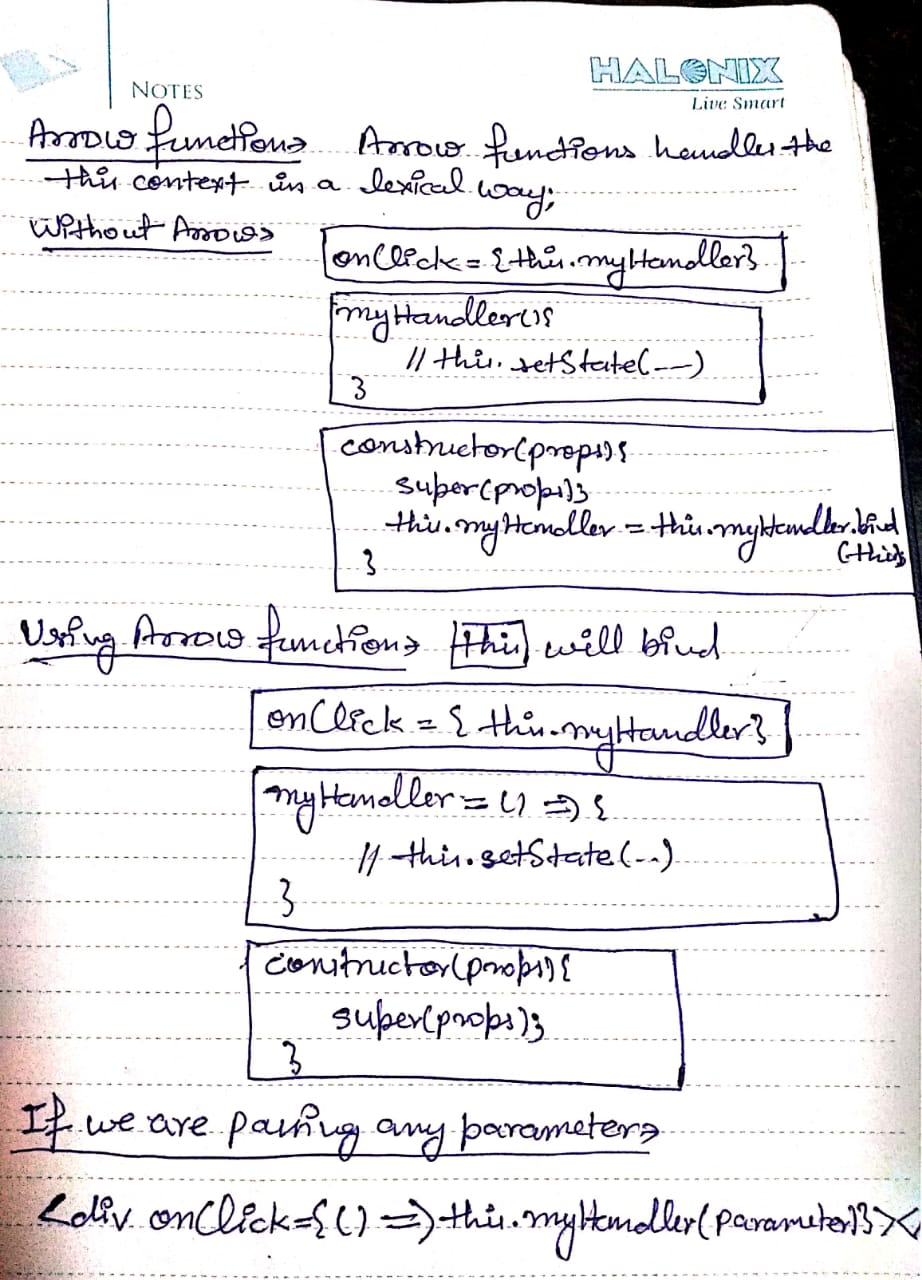 NOTES
HALONIX
Live Smart
Arrow functions Arrow functions handles the
this context in a lexical way;
Without Arrows
onClick = {this.myHandler}
myHandler(){
// this.setState(---)
}
constructor(props){
super(props);
this.myHandler = this.myHandler.bind
(this)
}
Using Arrow functions this will bind
onClick = { this.myHandler}
myHandler = () => {
// this.setState(---)
}
constructor(props){
super(props);
}
If we are passing any parameters
<div onClick={() => this.myHandler(parameter)}><